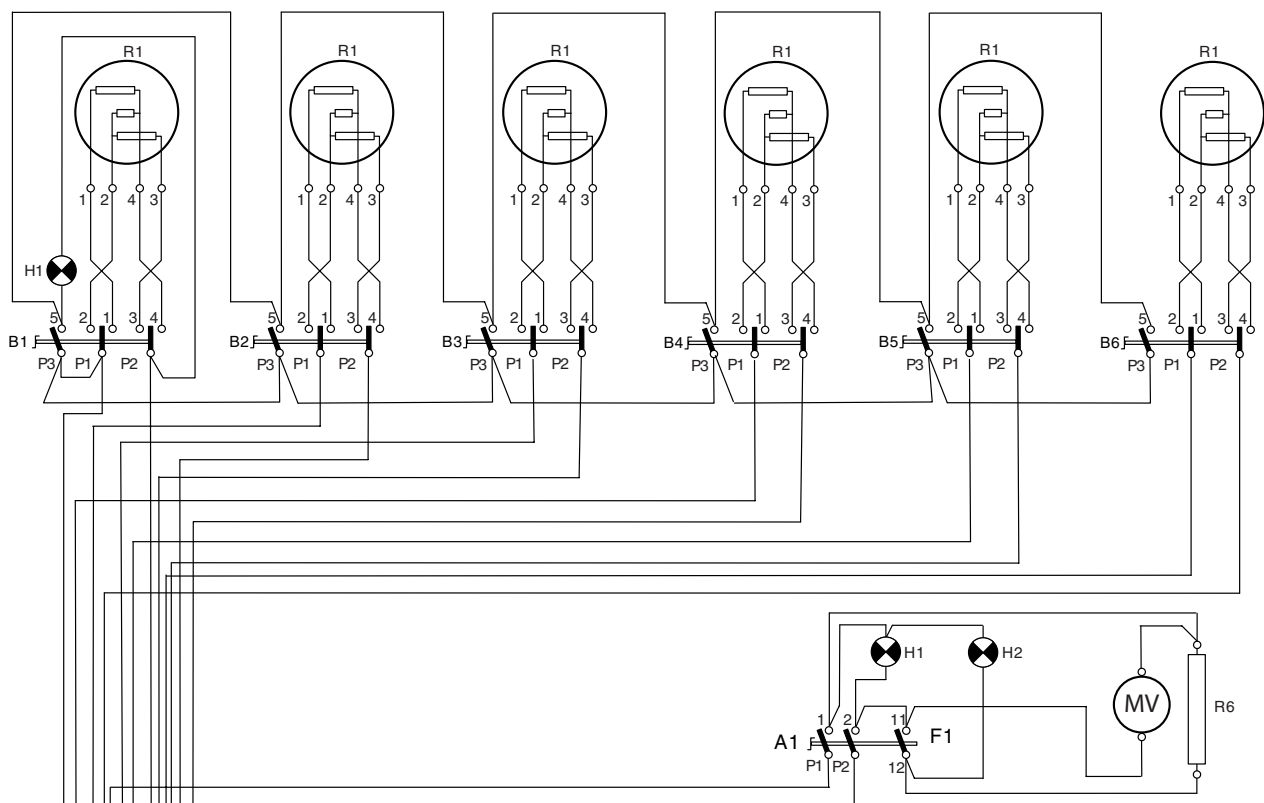 R1 R1 R1 R1 R1 R1
1 2 4 3 1 2 4 3 1 2 4 3 1 2 4 3 1 2 4 3 1 2 4 3
H1
5 2 1 3 4 5 2 1 3 4 5 2 1 3 4 5 2 1 3 4 5 2 1 3 4 5 2 1 3 4
B1 B2 B3 B4 B5 B6
P3 P1 P2 P3 P1 P2 P3 P1 P2 P3 P1 P2 P3 P1 P2 P3 P1 P2
H1 H2
MV R6
1 2 11
A1 F1
P1 P2 12